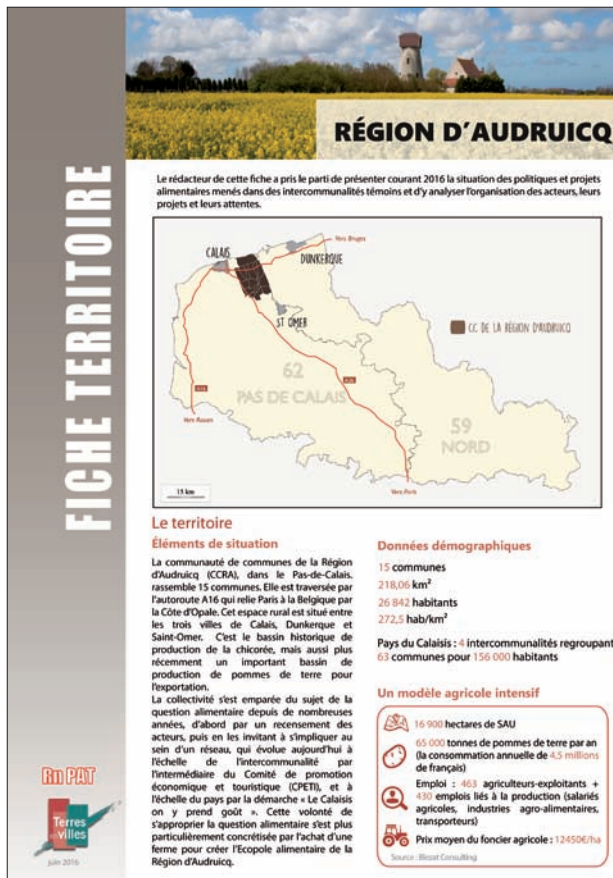 RÉGION D'AUDRUICQ
FICHE TERRITOIRE
Le rédacteur de cette fiche a pris le parti de présenter courant 2016 la situation des politiques et projets
alimentaires menés dans des intercommunalités témoins et d'y analyser l'organisation des acteurs, leurs
projets et leurs attentes.
Vers Bruges
CALAIS
DUNKERQUE
ST OMER
CC DE LA RÉGION D'AUDRUICQ
62
PAS DE CALAIS
59
NORD
Vers Rouen
Vers Paris
15 km
Le territoire
Éléments de situation
La communauté de communes de la Région
d'Audruicq (CCRA), dans le Pas-de-Calais,
rassemble 15 communes. Elle est traversée par
l'autoroute A16 qui relie Paris à la Belgique par
la Côte d'Opale. Cet espace rural est situé entre
les trois villes de Calais, Dunkerque et
Saint-Omer. C'est le bassin historique de
production de la chicorée, mais aussi plus
récemment un important bassin de
production de pommes de terre pour
l'exportation.
La collectivité s'est emparée du sujet de la
question alimentaire depuis de nombreuses
années, d'abord par un recensement des
acteurs, puis en les invitant à s'impliquer au
sein d'un réseau, qui évolue aujourd'hui à
l'échelle de l'intercommunalité par
l'intermédiaire du Comité de promotion
économique et touristique (CPETI), et à
l'échelle du pays par la démarche « Le Calaisis
on y prend goût ». Cette volonté de
s'approprier la question alimentaire s'est plus
particulièrement concrétisée par l'achat d'une
ferme pour créer l'Ecopole alimentaire de la
Région d'Audruicq.
Données démographiques
15 communes
218,06 km²
26 842 habitants
272,5 hab/km²
Pays du Calaisis : 4 intercommunalités regroupant
63 communes pour 156 000 habitants
Un modèle agricole intensif
16 900 hectares de SAU
65 000 tonnes de pommes de terre par an
(la consommation annuelle de 4,5 millions
de français)
Emploi : 463 agriculteurs-exploitants +
430 emplois liés à la production (salariés
agricoles, industries agro-alimentaires,
transporteurs)
Prix moyen du foncier agricole : 12450€/ha
Source : Blezat Consulting
Rn PAT
Terres
en villes
juin 2016